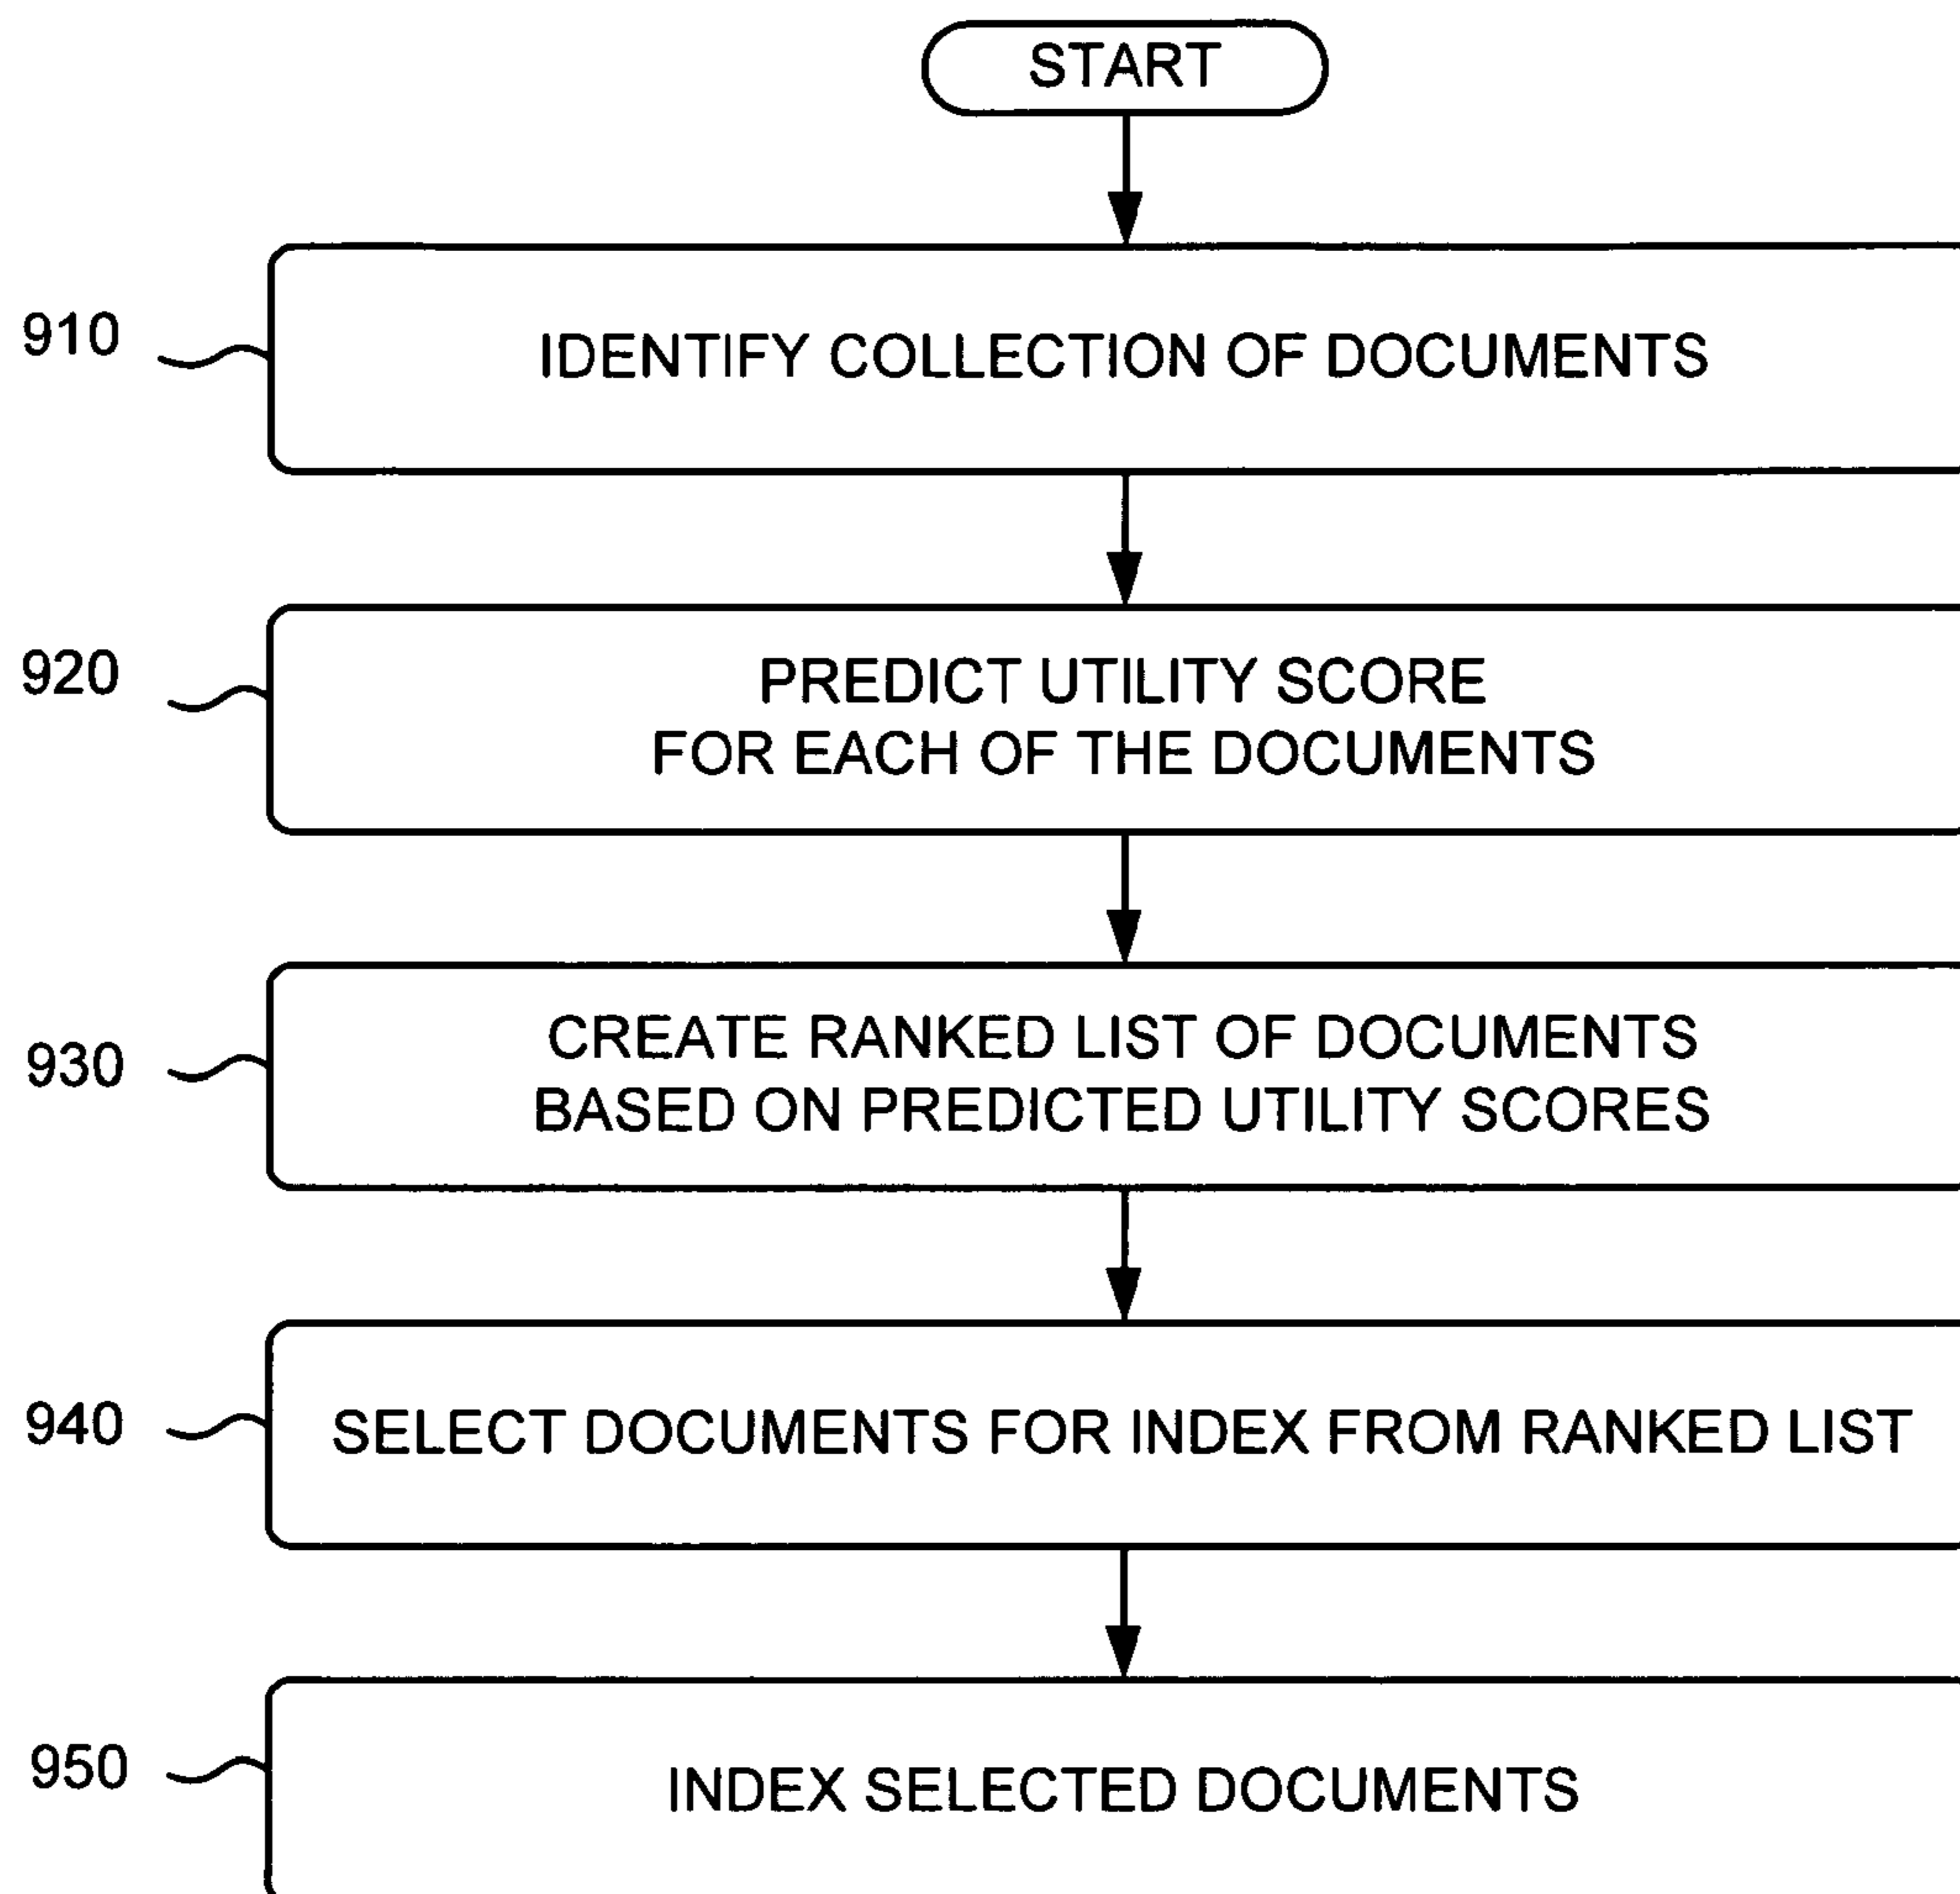 START
910
IDENTIFY COLLECTION OF DOCUMENTS
920
PREDICT UTILITY SCORE
FOR EACH OF THE DOCUMENTS
930
CREATE RANKED LIST OF DOCUMENTS
BASED ON PREDICTED UTILITY SCORES
940
SELECT DOCUMENTS FOR INDEX FROM RANKED LIST
950
INDEX SELECTED DOCUMENTS